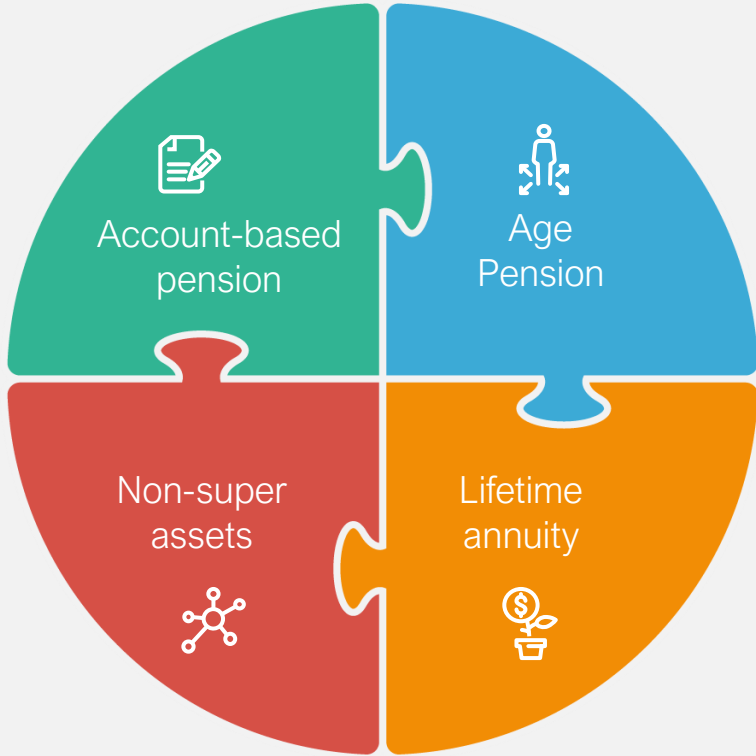 Account-based
pension
Age
Pension
Non-super
assets
Lifetime
annuity
$